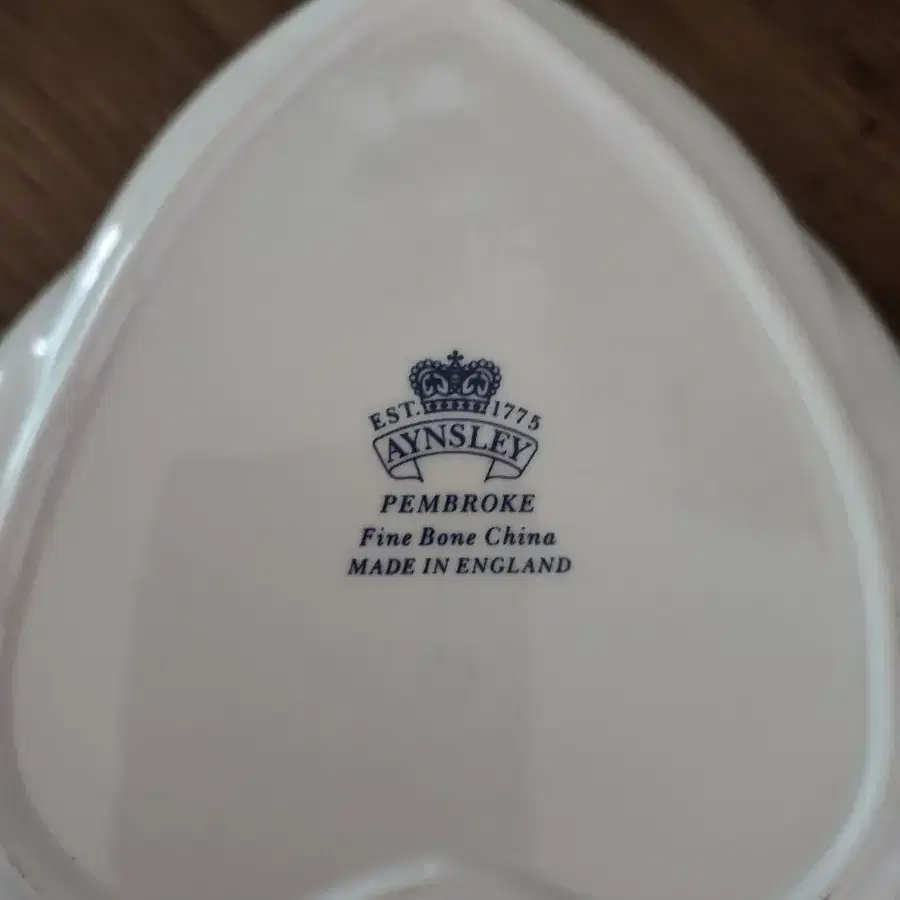 EST. 1775
AYNSLEY
PEMBROKE
Fine Bone China
MADE IN ENGLAND